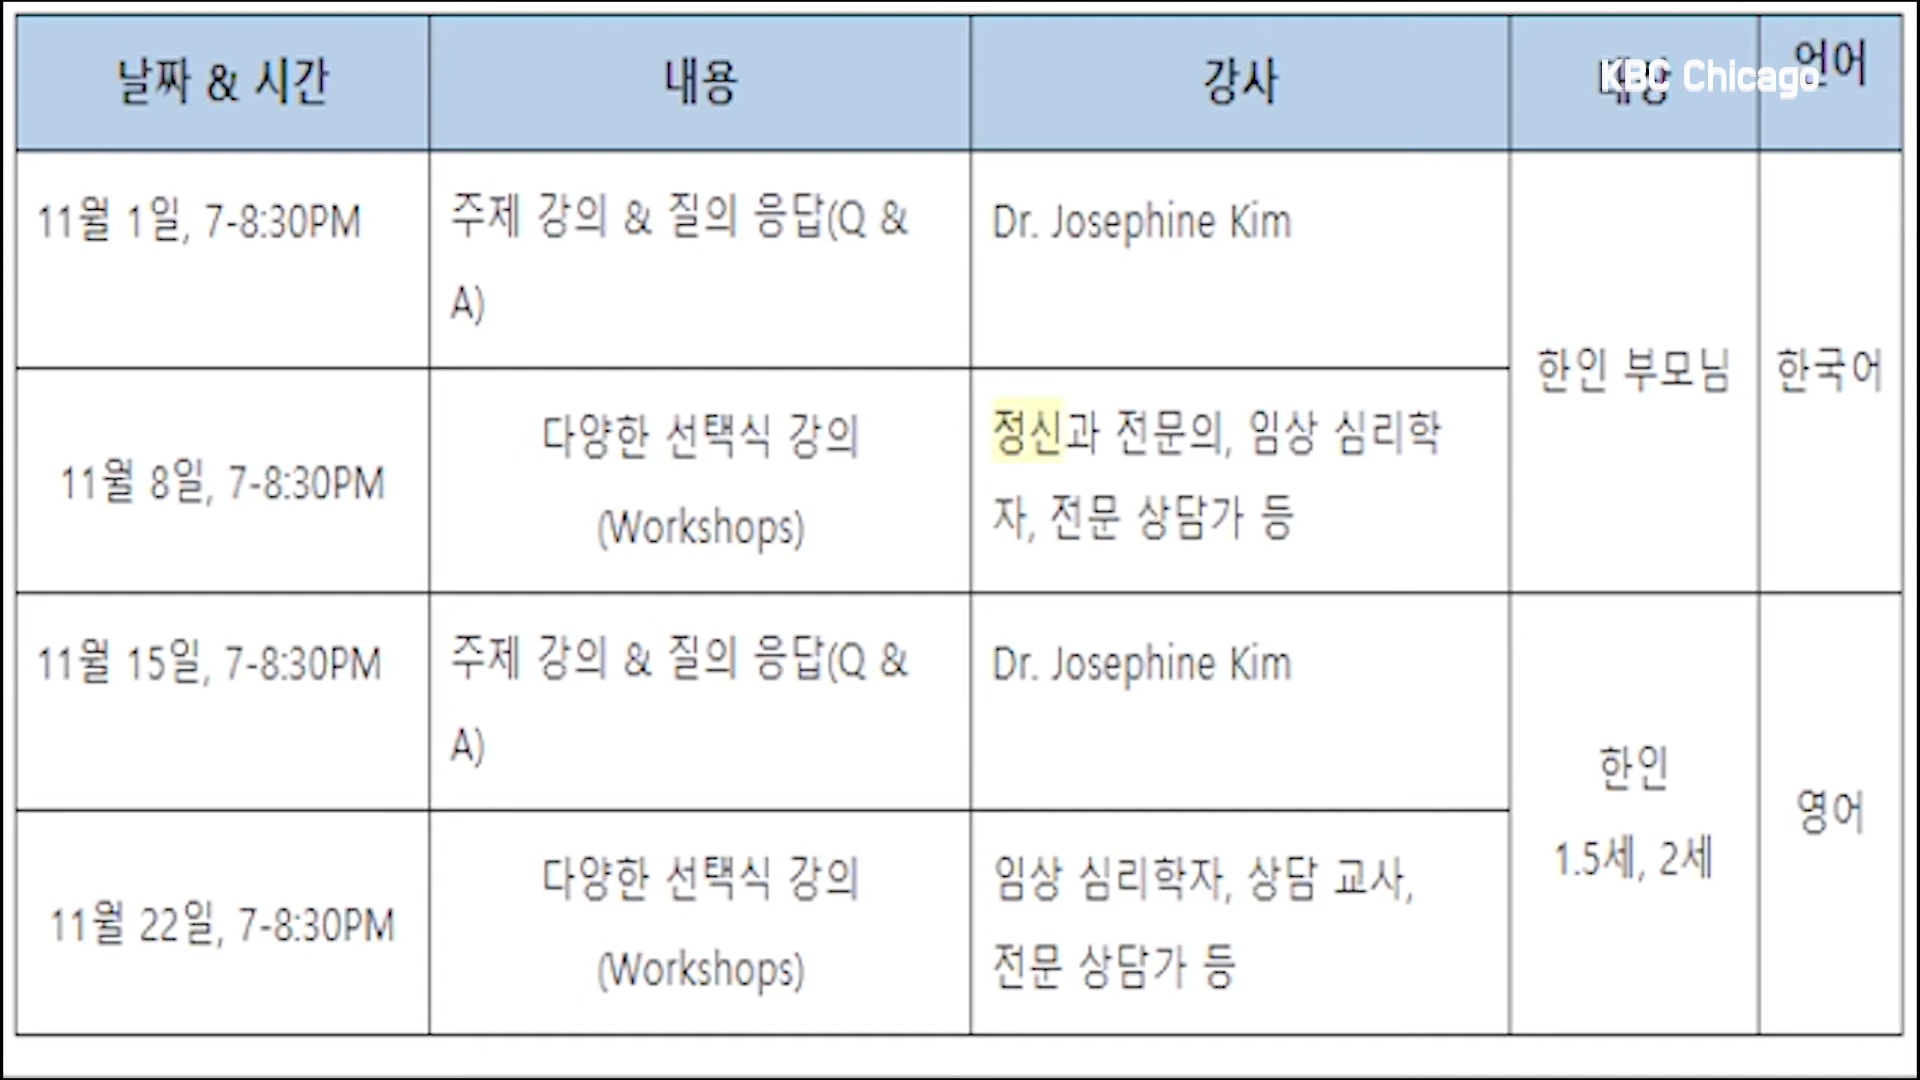 날짜 & 시간
내용
강사
대상
언어
KBC Chicago
11월 1일, 7-8:30PM
주제 강의 & 질의 응답(Q &
A)
Dr. Josephine Kim
한인 부모님
한국어
11월 8일, 7-8:30PM
다양한 선택식 강의
(Workshops)
정신과 전문의, 임상 심리학
자, 전문 상담가 등
11월 15일, 7-8:30PM
주제 강의 & 질의 응답(Q &
A)
Dr. Josephine Kim
한인
1.5세, 2세
영어
11월 22일, 7-8:30PM
다양한 선택식 강의
(Workshops)
임상 심리학자, 상담 교사,
전문 상담가 등